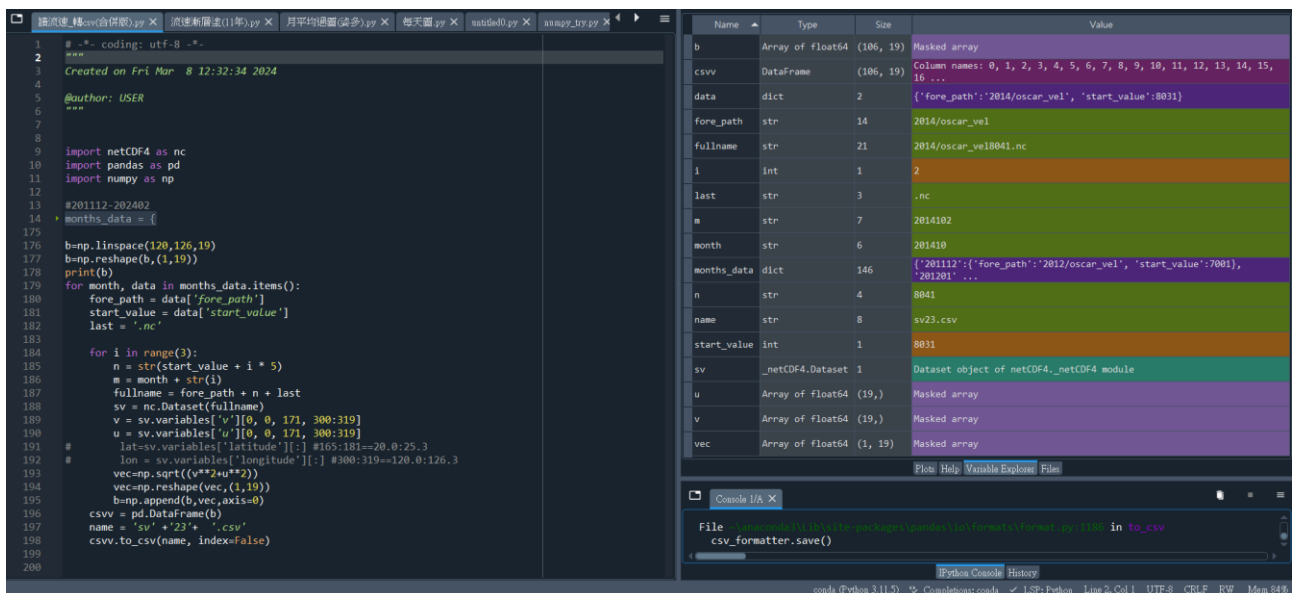 讀流速_轉csv(合併版).py × 流速漸層塗(11年).py × 月平均過圖(姿多).py × 每天圖.py × untitled0.py × numpy_try.py ×
1 # -*- coding: utf-8 -*-
2 """
3 Created on Fri Mar 8 12:32:34 2024
4
5 @author: USER
6 """
7
8
9 import netCDF4 as nc
10 import pandas as pd
11 import numpy as np
12
13 #201112-202402
14 months_data = {
175
176 b=np.linspace(120,126,19)
177 b=np.reshape(b,(1,19))
178 print(b)
179 for month, data in months_data.items():
180 fore_path = data['fore_path']
181 start_value = data['start_value']
182 last = '.nc'
183
184 for i in range(3):
185 n = str(start_value + i * 5)
186 m = month + str(i)
187 fullname = fore_path + n + last
188 sv = nc.Dataset(fullname)
189 v = sv.variables['v'][0, 0, 171, 300:319]
190 u = sv.variables['u'][0, 0, 171, 300:319]
191 # lat=sv.variables['latitude'][:] #165:181==20.0:25.3
192 # lon = sv.variables['longitude'][:] #300:319==120.0:126.3
193 vec=np.sqrt((v**2+u**2))
194 vec=np.reshape(vec,(1,19))
195 b=np.append(b,vec,axis=0)
196 csvv = pd.DataFrame(b)
197 name = 'sv' +'23'+ '.csv'
198 csvv.to_csv(name, index=False)
199
200
Name Type Size Value
b Array of float64 (106, 19) Masked array
csvv DataFrame (106, 19) Column names: 0, 1, 2, 3, 4, 5, 6, 7, 8, 9, 10, 11, 12, 13, 14, 15,
16 ...
data dict 2 {'fore_path':'2014/oscar_vel', 'start_value':8031}
fore_path str 14 2014/oscar_vel
fullname str 21 2014/oscar_vel8041.nc
i int 1 2
last str 3 .nc
m str 7 2014102
month str 6 201410
months_data dict 146 {'201112':{'fore_path':'2012/oscar_vel', 'start_value':7001},
'201201' ...
n str 4 8041
name str 8 sv23.csv
start_value int 1 8031
sv _netCDF4.Dataset 1 Dataset object of netCDF4._netCDF4 module
u Array of float64 (19,) Masked array
v Array of float64 (19,) Masked array
vec Array of float64 (1, 19) Masked array
Plots Help Variable Explorer Files
Console 1/A ×
File ~\anaconda3\Lib\site-packages\pandas\io\formats\format.py:1186 in to_csv
csv_formatter.save()
IPython Console History
conda (Python 3.11.5) Completions: conda ✓ LSP: Python Line 2, Col 1 UTF-8 CRLF RW Mem 84%